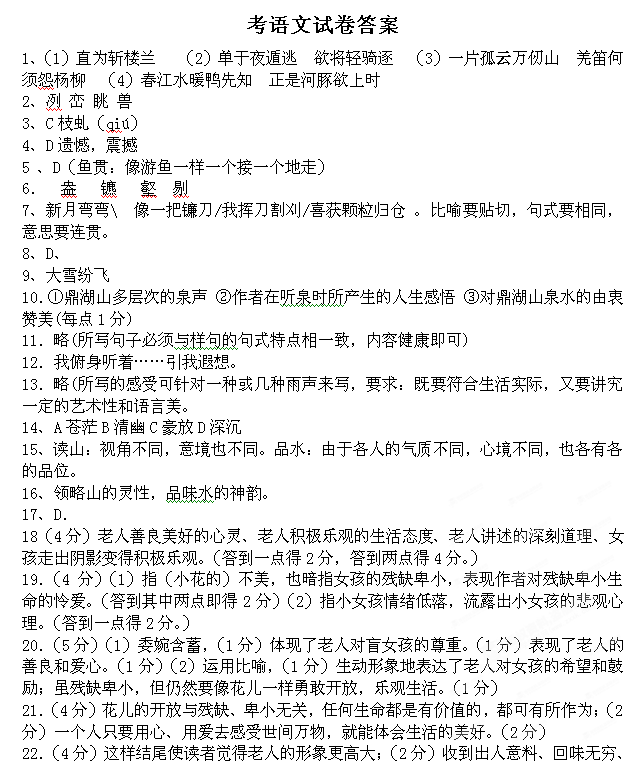 考语文试卷答案
1、(1)直为斩楼兰 (2)单于夜遁逃 欲将轻骑逐 (3)一片孤云万仞山 羌笛何
须怨杨柳 (4)春江水暖鸭先知 正是河豚欲上时
2、冽 峦 眺 兽
3、C枝虬(qiú)
4、D遗憾，震撼
5 、D(鱼贯：像游鱼一样一个接一个地走)
6． 盎 镳 壑 剔
7、新月弯弯\ 像一把镰刀/我挥刀割刈/喜获颗粒归仓 。比喻要贴切，句式要相同，
意思要连贯。
8、D、
9、大雪纷飞
10.①鼎湖山多层次的泉声 ②作者在听泉时所产生的人生感悟 ③对鼎湖山泉水的由衷
赞美(每点1分)
11．略(所写句子必须与样句的句式特点相一致，内容健康即可)
12．我俯身听着……引我遐想。
13．略(所写的感受可针对一种或几种雨声来写，要求：既要符合生活实际，又要讲究
一定的艺术性和语言美。
14、A苍茫B清幽C豪放D深沉
15、读山：视角不同，意境也不同。品水：由于各人的气质不同，心境不同，也各有各
的品位。
16、领略山的灵性，品味水的神韵。
17、D．
18(4分)老人善良美好的心灵、老人积极乐观的生活态度、老人讲述的深刻道理、女
孩走出阴影变得积极乐观。(答到一点得2分，答到两点得4分。)
19．(4 分)(1)指(小花的)不美，也暗指女孩的残缺卑小，表现作者对残缺卑小生
命的怜爱。(答到其中两点即得2分)(2)指小女孩情绪低落，流露出小女孩的悲观心
理。(答到一点得2分。)
20．(5分)(1)委婉含蓄，(1分)体现了老人对盲女孩的尊重。(1分)表现了老人的
善良和爱心。(1分)(2)运用比喻，(1分)生动形象地表达了老人对女孩的希望和鼓
励；虽残缺卑小，但仍然要像花儿一样勇敢开放，乐观生活。(1分)
21．(4分)花儿的开放与残缺、卑小无关，任何生命都是有价值的，都可有所作为；(2
分)一个人只要用心、用爱去感受世间万物，就能体会生活的美好。(2分)
22．(4分)这样结尾使读者觉得老人的形象更高大；(2分)收到出人意料、回味无穷、